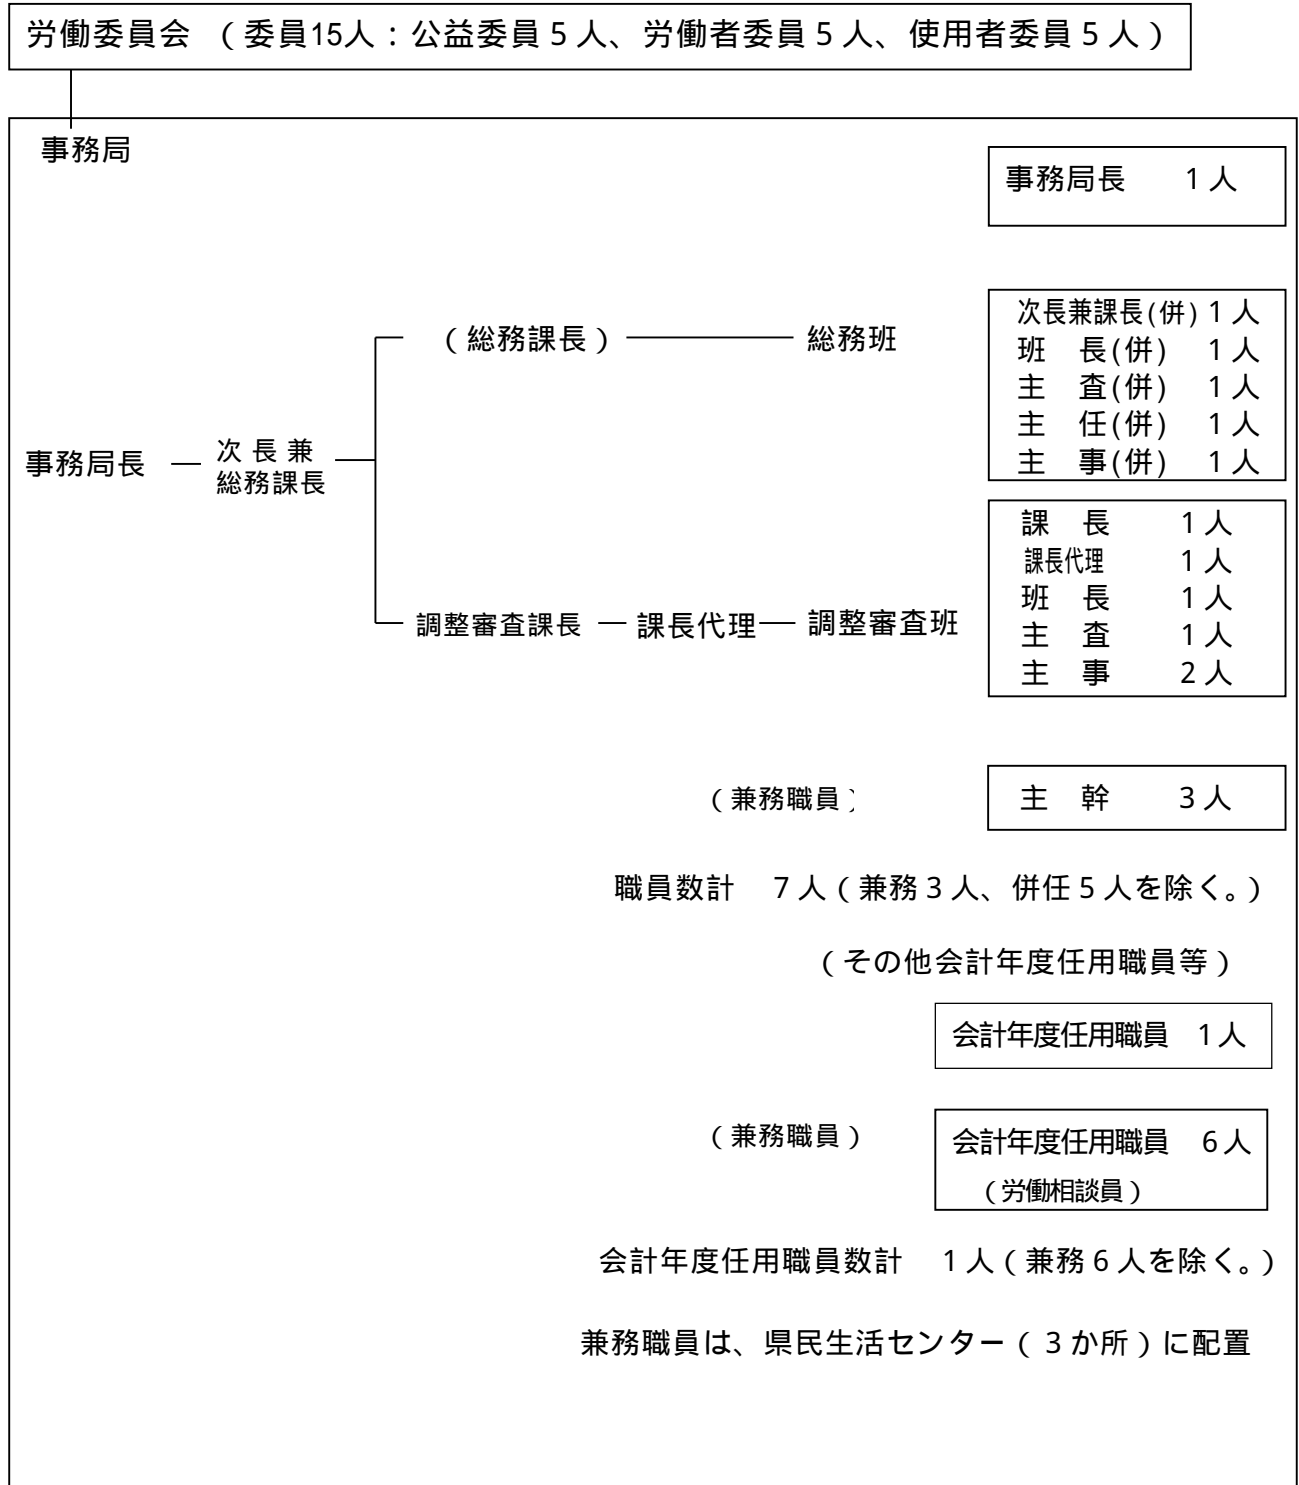 労働委員会 （委員15人：公益委員５人、労働者委員５人、使用者委員５人）
事務局
事務局長 1人
次長兼課長(併) 1人
（総務課長） 総務班
班 長(併) 1人
主 査(併) 1人
主 任(併) 1人
主 事(併) 1人
事務局長 次長兼
総務課長
課 長 1人
課長代理 1人
班 長 1人
調整審査課長 課長代理 調整審査班
主 査 1人
主 事 2人
（兼務職員） 主 幹 3人
職員数計 7人（兼務３人、併任５人を除く。）
（その他会計年度任用職員等）
会計年度任用職員 1人
（兼務職員） 会計年度任用職員 6人
（労働相談員）
会計年度任用職員数計 1人（兼務６人を除く。）
兼務職員は、県民生活センター（３か所）に配置